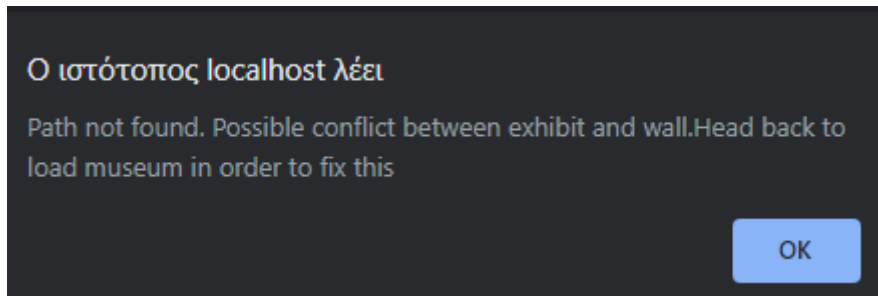 Ο ιστότοπος localhost λέει
Path not found. Possible conflict between exhibit and wall.Head back to
load museum in order to fix this
OK